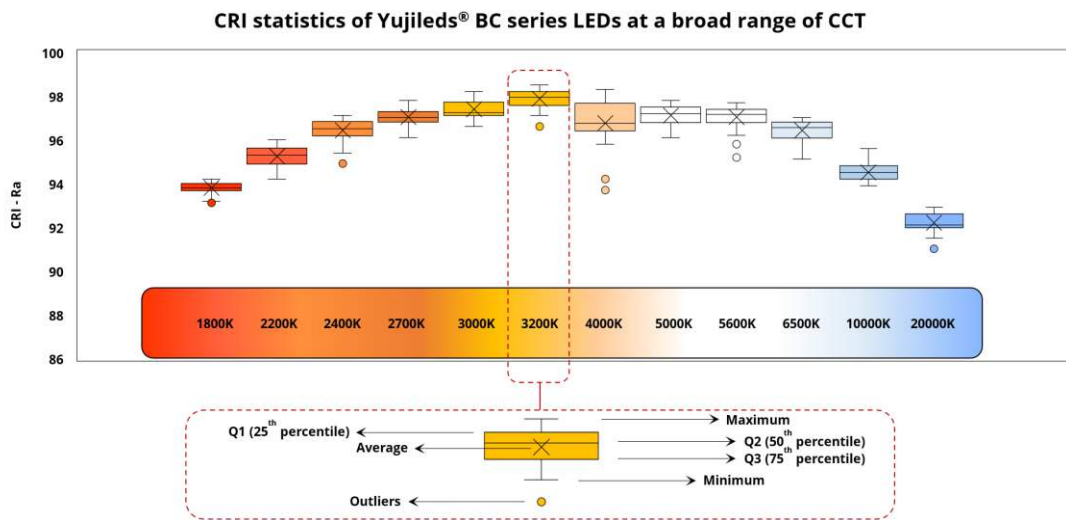 CRI statistics of Yujileds® BC series LEDs at a broad range of CCT
100
98
96
94
92
90
88
86
CRI - Ra
1800K 2200K 2400K 2700K 3000K 3200K 4000K 5000K 5600K 6500K 10000K 20000K
Maximum
Q1 (25th percentile)
Q2 (50th percentile)
Average
Q3 (75th percentile)
Minimum
Outliers